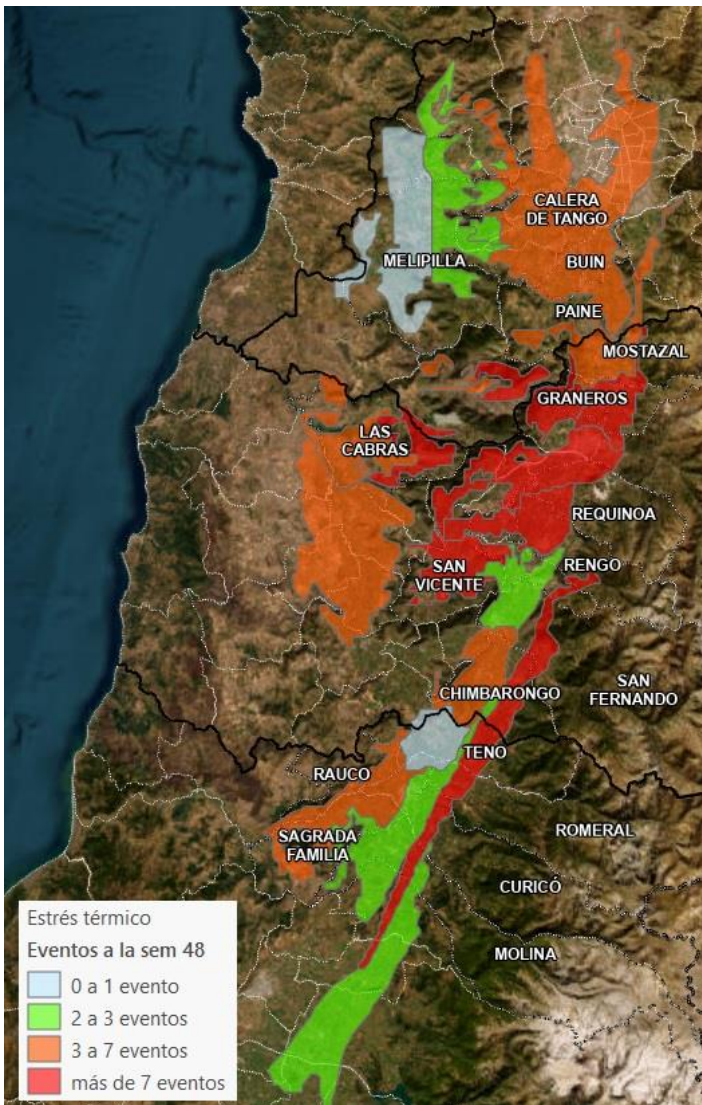 CALERA
DE TANGO
MELIPILLA
BUIN
PAINE
MOSTAZAL
GRANEROS
LAS
CABRAS
REQUINOA
SAN
VICENTE
RENGO
SAN
FERNANDO
CHIMBARONGO
TENO
RAUCO
SAGRADA
FAMILIA
ROMERAL
CURICÓ
MOLINA
Estrés térmico
Eventos a la sem 48
0 a 1 evento
2 a 3 eventos
3 a 7 eventos
más de 7 eventos